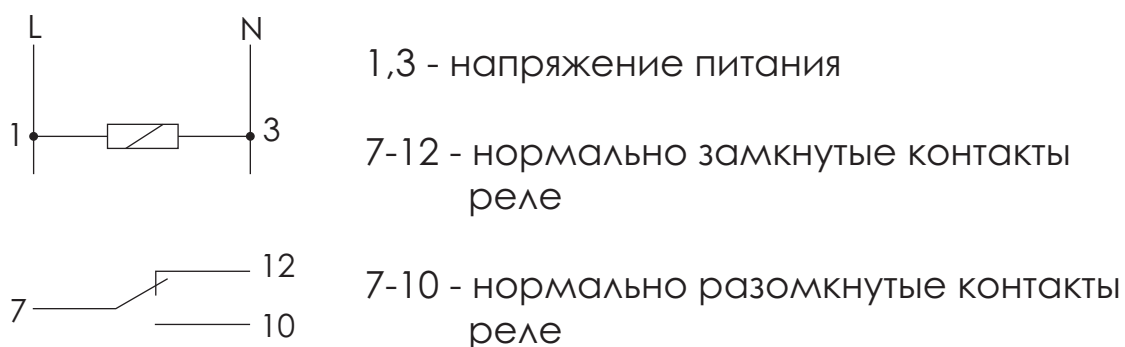 L N
1,3 - напряжение питания
1 3
7-12 - нормально замкнутые контакты
реле
12
7-10 - нормально разомкнутые контакты
7
10
реле